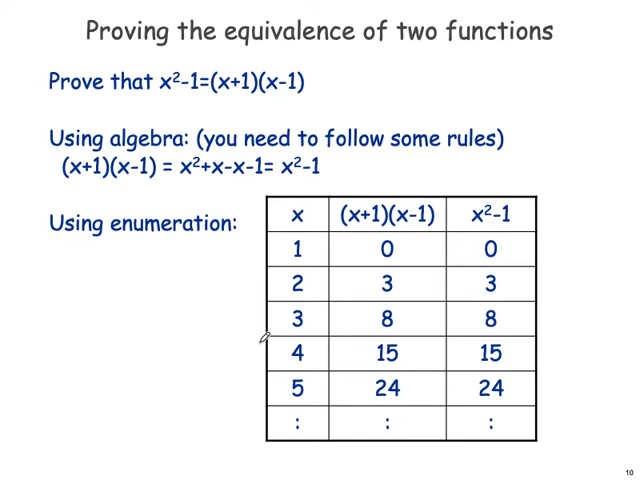 Proving the equivalence of two functions
Prove that x²-1=(x+1)(x-1)
Using algebra: (you need to follow some rules)
(x+1)(x-1) = x²+x-x-1= x²-1
Using enumeration:
x (x+1)(x-1) x²-1
1 0 0
2 3 3
3 8 8
4 15 15
5 24 24
: : :
10